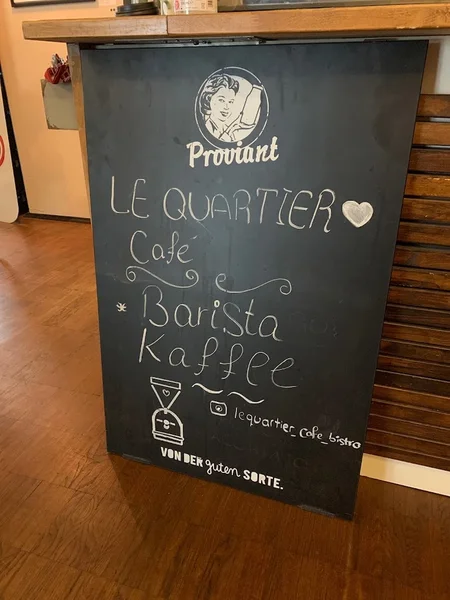 Proviant
LE QUARTIER
Café
* Barista
Kaffee
lequartier_cafe_bistro
VON DER guten SORTE.